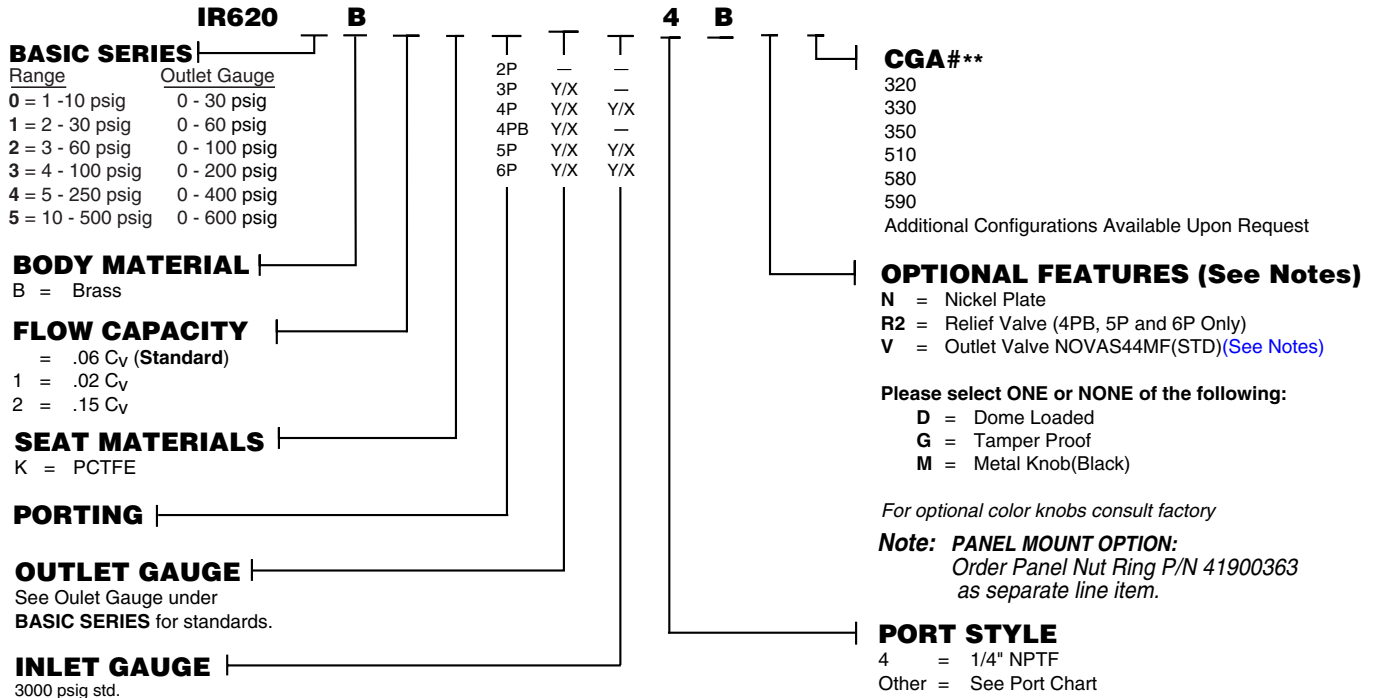 IR620 B 4 B
BASIC SERIES
Range Outlet Gauge
0 = 1 -10 psig 0 - 30 psig
1 = 2 - 30 psig 0 - 60 psig
2 = 3 - 60 psig 0 - 100 psig
3 = 4 - 100 psig 0 - 200 psig
4 = 5 - 250 psig 0 - 400 psig
5 = 10 - 500 psig 0 - 600 psig
BODY MATERIAL
B = Brass
FLOW CAPACITY
= .06 CV (Standard)
1 = .02 CV
2 = .15 CV
SEAT MATERIALS
K = PCTFE
PORTING
2P — —
3P Y/X —
4P Y/X Y/X
4PB Y/X —
5P Y/X Y/X
6P Y/X Y/X
OUTLET GAUGE
See Oulet Gauge under
BASIC SERIES for standards.
INLET GAUGE
3000 psig std.
CGA#**
320
330
350
510
580
590
Additional Configurations Available Upon Request
OPTIONAL FEATURES (See Notes)
N = Nickel Plate
R2 = Relief Valve (4PB, 5P and 6P Only)
V = Outlet Valve NOVAS44MF(STD)(See Notes)
Please select ONE or NONE of the following:
D = Dome Loaded
G = Tamper Proof
M = Metal Knob(Black)
For optional color knobs consult factory
Note: PANEL MOUNT OPTION:
Order Panel Nut Ring P/N 41900363
as separate line item.
PORT STYLE
4 = 1/4" NPTF
Other = See Port Chart